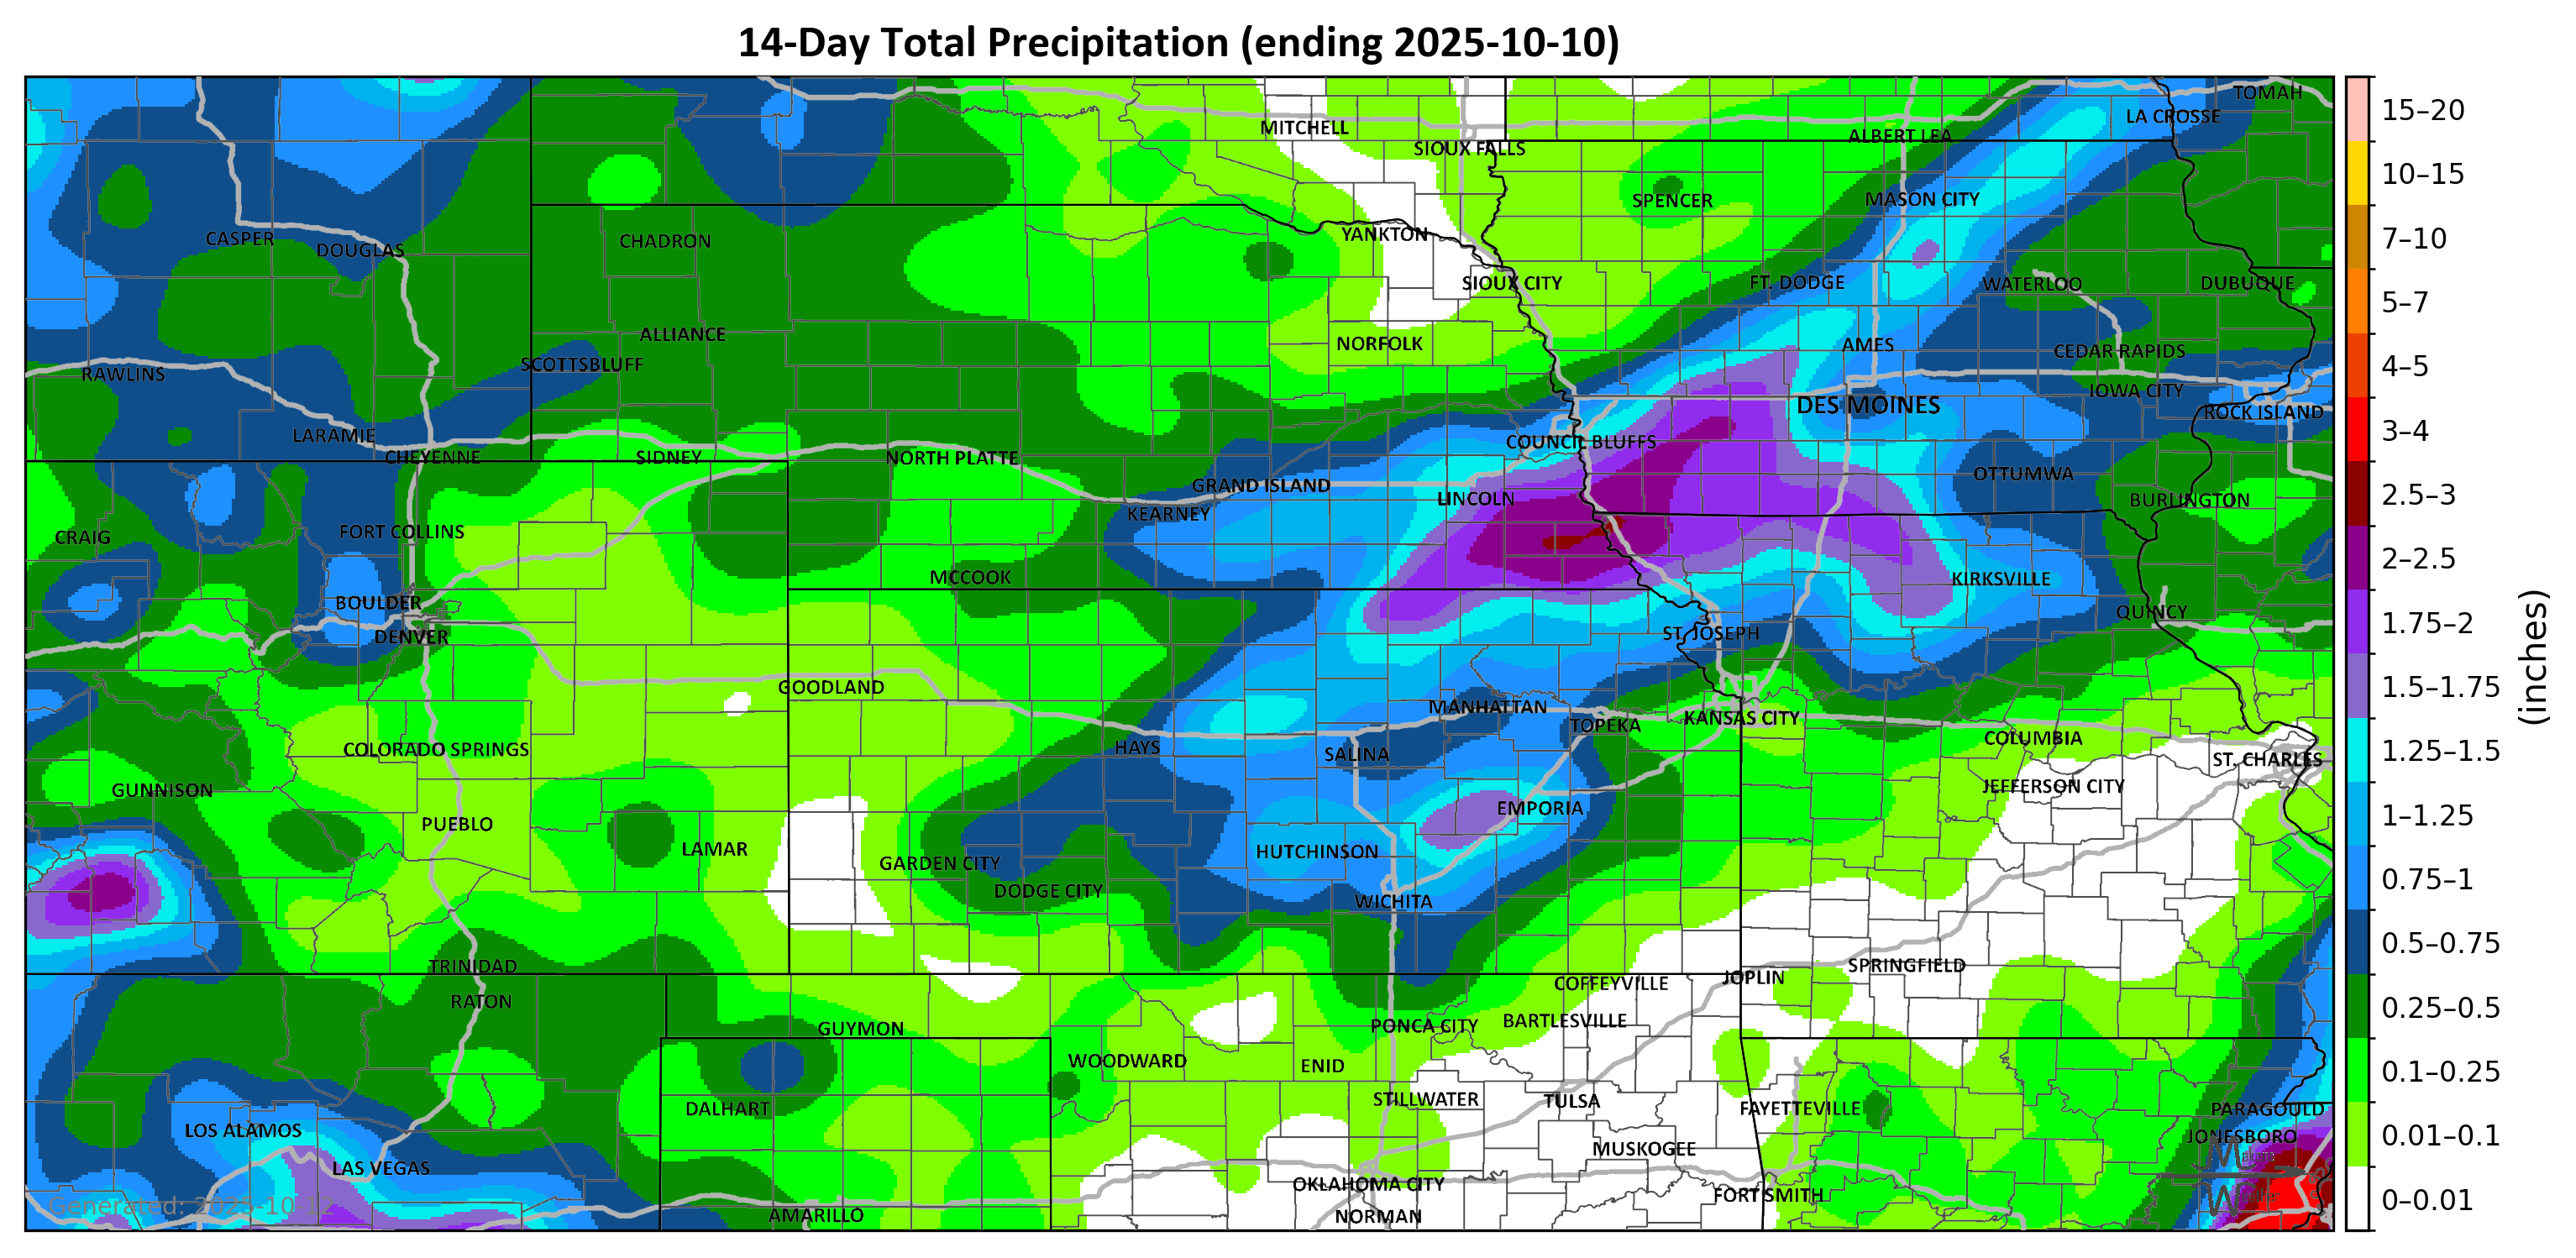 14-Day Total Precipitation (ending 2025-10-10)
TOMAH
LA CROSSE
MITCHELL
ALBERT LEA
SIOUX FALLS
SPENCER
MASON CITY
CASPER
DOUGLAS
CHADRON
YANKTON
SIOUX CITY
FT. DODGE
WATERLOO
DUBUQUE
ALLIANCE
NORFOLK
AMES
CEDAR RAPIDS
SCOTTSBLUFF
RAWLINS
IOWA CITY
DES MOINES
ROCK ISLAND
LARAMIE
COUNCIL BLUFFS
CHEYENNE
SIDNEY
NORTH PLATTE
OTTUMWA
GRAND ISLAND
LINCOLN
BURLINGTON
KEARNEY
FORT COLLINS
CRAIG
MCCOOK
KIRKSVILLE
BOULDER
QUINCY
DENVER
ST. JOSEPH
GOODLAND
MANHATTAN
KANSAS CITY
TOPEKA
COLUMBIA
COLORADO SPRINGS
HAYS
SALINA
ST. CHARLES
GUNNISON
JEFFERSON CITY
EMPORIA
PUEBLO
LAMAR
HUTCHINSON
GARDEN CITY
DODGE CITY
WICHITA
TRINIDAD
SPRINGFIELD
JOPLIN
COFFEYVILLE
RATON
BARTLESVILLE
GUYMON
PONCA CITY
WOODWARD
ENID
STILLWATER
TULSA
DALHART
FAYETTEVILLE
PARAGOULD
LOS ALAMOS
JONESBORO
MUSKOGEE
LAS VEGAS
OKLAHOMA CITY
FORT SMITH
AMARILLO
NORMAN
Generated: 2025-10-12
15–20
10–15
7–10
5–7
4–5
3–4
2.5–3
2–2.5
1.75–2
1.5–1.75
1.25–1.5
1–1.25
0.75–1
0.5–0.75
0.25–0.5
0.1–0.25
0.01–0.1
0–0.01
(inches)